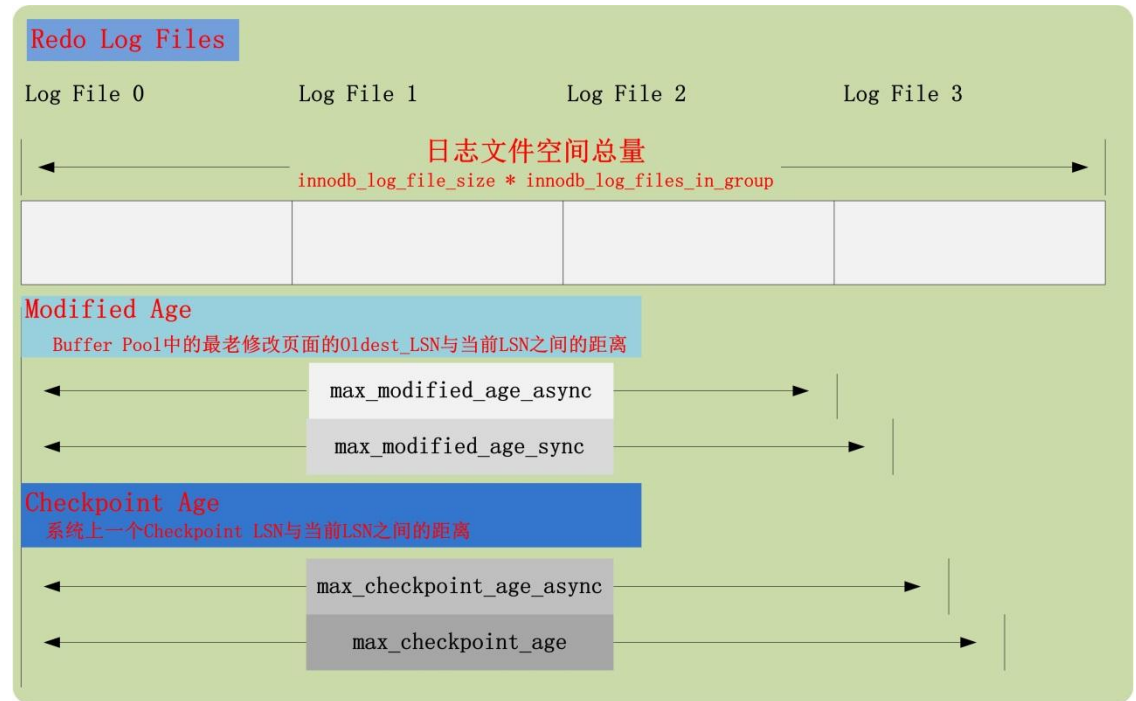 Redo Log Files
Log File 0 Log File 1 Log File 2 Log File 3
日志文件空间总量
innodb_log_file_size * innodb_log_files_in_group
Modified Age
Buffer Pool中的最老修改页面的Oldest_LSN与当前LSN之间的距离
max_modified_age_async
max_modified_age_sync
Checkpoint Age
系统上一个Checkpoint LSN与当前LSN之间的距离
max_checkpoint_age_async
max_checkpoint_age